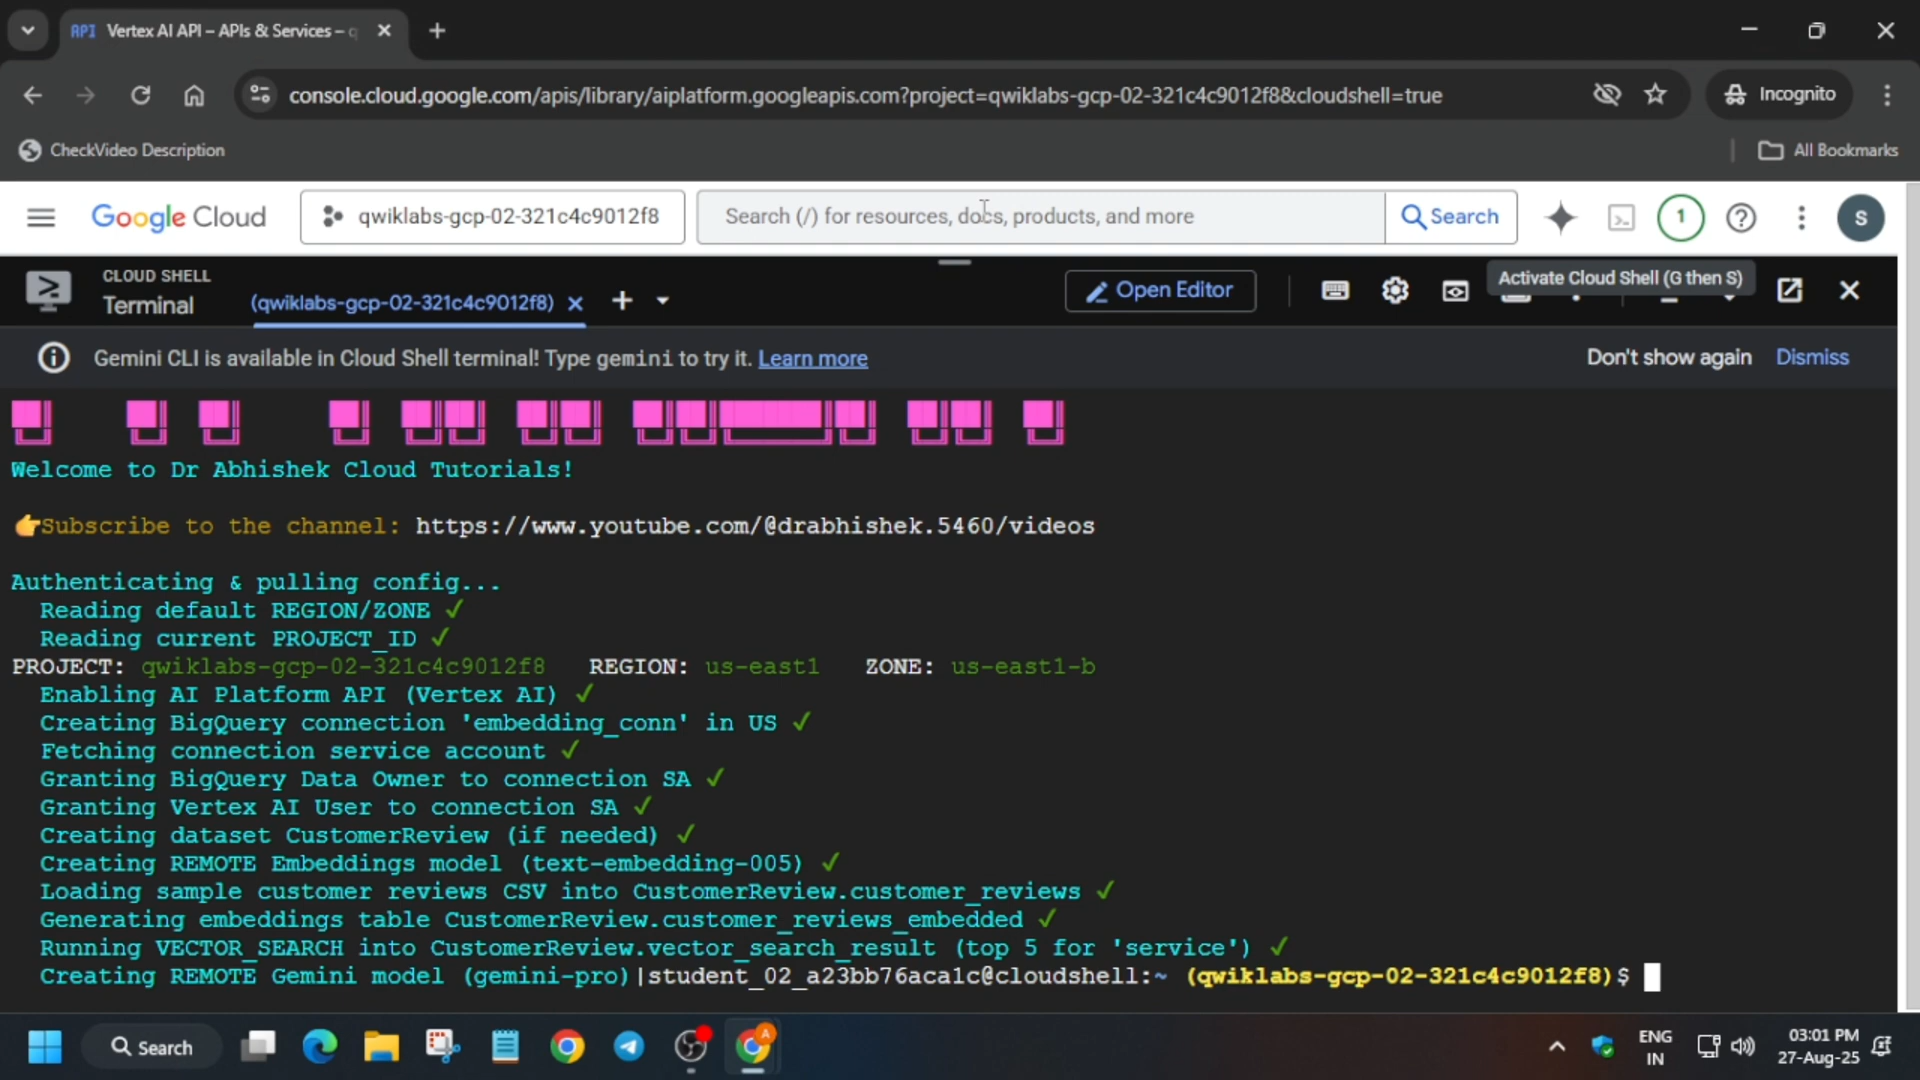 API Vertex AI API – APIs & Services –
console.cloud.google.com/apis/library/aiplatform.googleapis.com?project=qwiklabs-gcp-02-321c4c9012f8&cloudshell=true
Incognito
CheckVideo Description
All Bookmarks
Google Cloud
qwiklabs-gcp-02-321c4c9012f8
Search (/) for resources, docs, products, and more
Search
1
S
CLOUD SHELL
Terminal
(qwiklabs-gcp-02-321c4c9012f8)
Open Editor
Activate Cloud Shell (G then S)
Gemini CLI is available in Cloud Shell terminal! Type gemini to try it. Learn more
Don't show again
Dismiss
Welcome to Dr Abhishek Cloud Tutorials!
👉Subscribe to the channel: https://www.youtube.com/@drabhishek.5460/videos
Authenticating & pulling config...
Reading default REGION/ZONE ✓
Reading current PROJECT_ID ✓
PROJECT: qwiklabs-gcp-02-321c4c9012f8 REGION: us-east1 ZONE: us-east1-b
Enabling AI Platform API (Vertex AI) ✓
Creating BigQuery connection 'embedding_conn' in US ✓
Fetching connection service account ✓
Granting BigQuery Data Owner to connection SA ✓
Granting Vertex AI User to connection SA ✓
Creating dataset CustomerReview (if needed) ✓
Creating REMOTE Embeddings model (text-embedding-005) ✓
Loading sample customer reviews CSV into CustomerReview.customer_reviews ✓
Generating embeddings table CustomerReview.customer_reviews_embedded ✓
Running VECTOR_SEARCH into CustomerReview.vector_search_result (top 5 for 'service') ✓
Creating REMOTE Gemini model (gemini-pro)|student_02_a23bb76aca1c@cloudshell:~ (qwiklabs-gcp-02-321c4c9012f8)$
Search
A
ENG
IN
03:01 PM
27-Aug-25